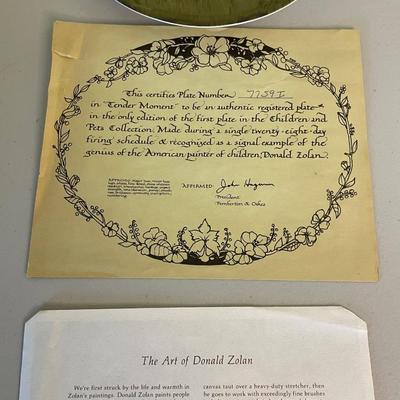 This certifies Plate Number 7759I
in "Tender Moment" to be an authentic registered plate
in the only edition of the first plate in the Children and
Pets Collection. Made during a single twenty-eight-day
firing schedule & recognised as a signal example of the
genius of the American painter of children, Donald Zolan.
AFFIRMED:
President
Pemberton & Oakes
The Art of Donald Zolan
We're first struck by the life and warmth in
Zolan's paintings. Donald Zolan paints people
canvas taut over a heavy-duty stretcher, then
he goes to work with exceedingly fine brushes